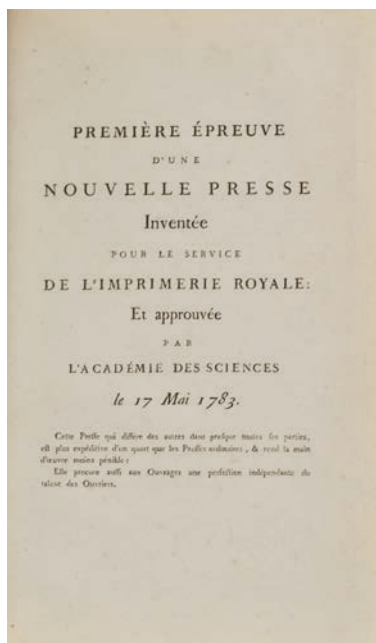 PREMIÈRE ÉPREUVE
D'UNE
NOUVELLE PRESSE
Inventée
POUR LE SERVICE
DE L'IMPRIMERIE ROYALE:
Et approuvée
PAR
L'ACADÉMIE DES SCIENCES
le 17 Mai 1783.
Cette Presse qui diffère des autres dans presque toutes ses parties,
est plus expéditive d'un quart que les Presses ordinaires, & rend la main
d'œuvre moins pénible:
Elle procure aussi aux Ouvrages une perfection indépendante du
talent des Ouvriers.